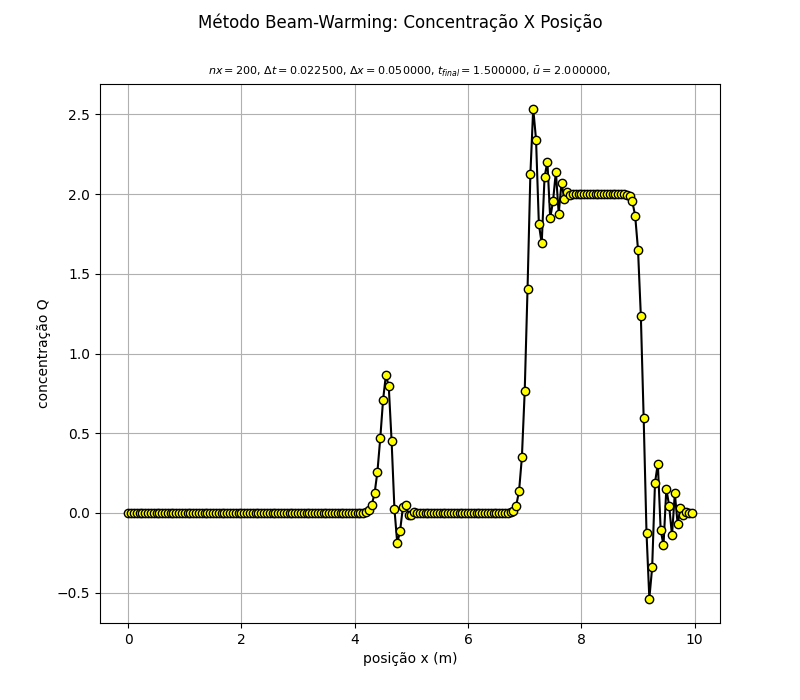 Método Beam-Warming: Concentração X Posição
nx = 200, Δt = 0.022500, Δx = 0.050000, t_final = 1.500000, ū = 2.000000,
2.5
2.0
1.5
1.0
0.5
0.0
−0.5
concentração Q
0 2 4 6 8 10
posição x (m)